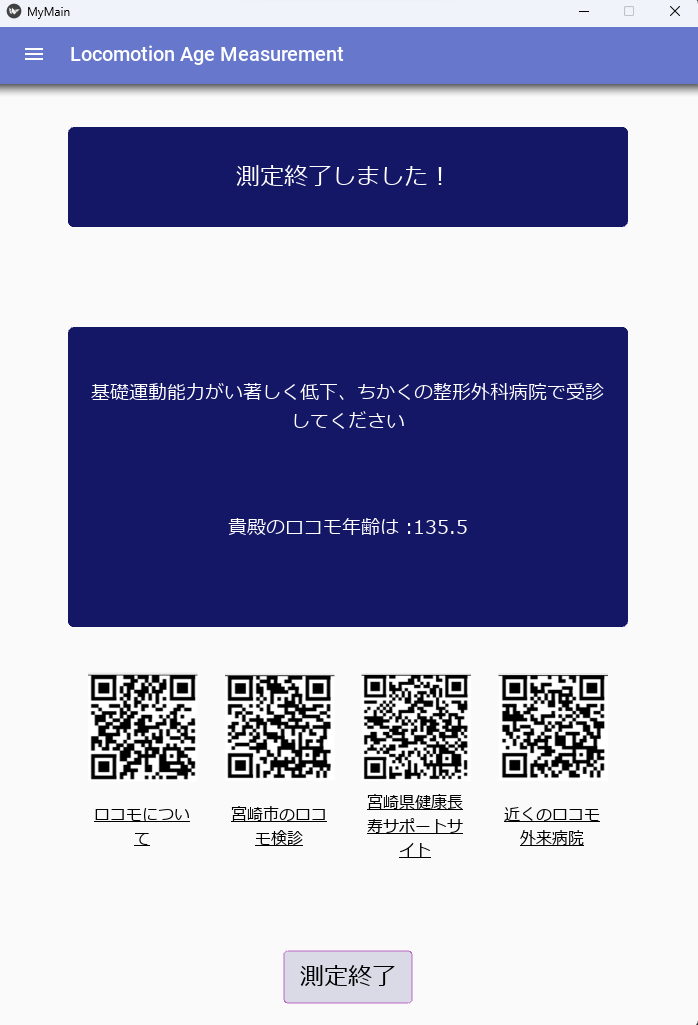 MyMain
Locomotion Age Measurement
測定終了しました！
基礎運動能力がい著しく低下、ちかくの整形外科病院で受診
してください
貴殿のロコモ年齢は :135.5
ロコモについ
て
宮崎市のロコ
モ検診
宮崎県健康長
寿サポートサ
イト
近くのロコモ
外来病院
測定終了